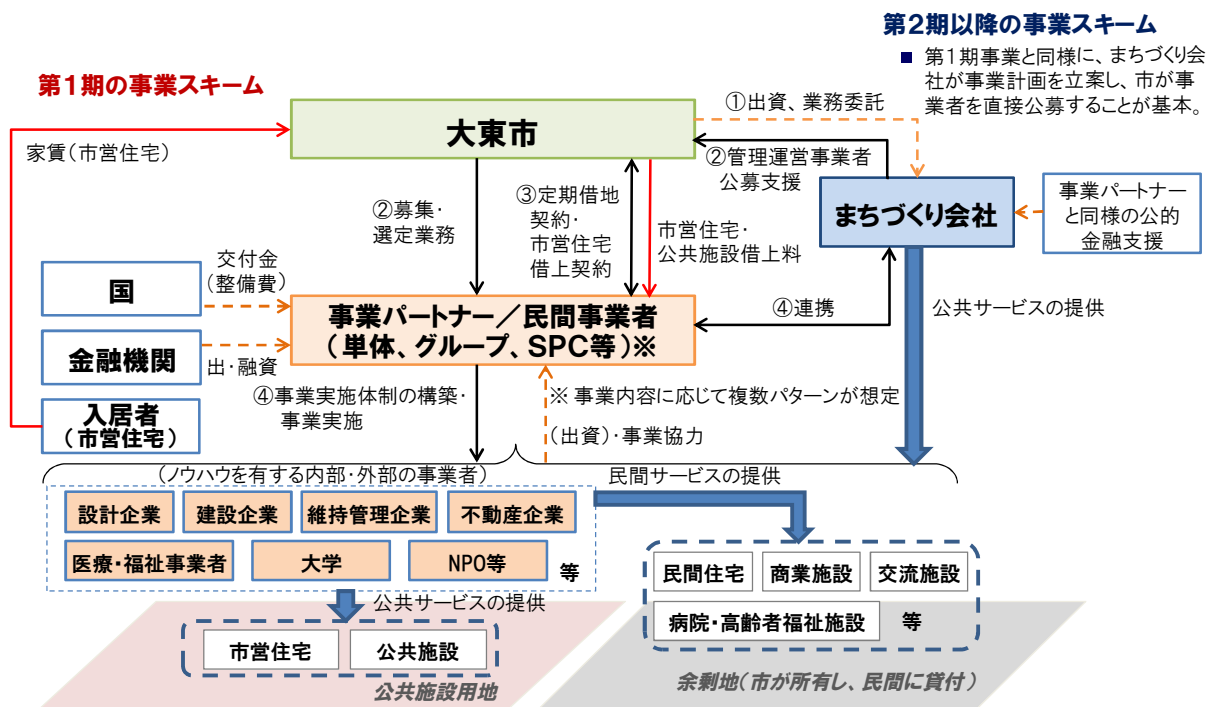 第2期以降の事業スキーム
■ 第1期事業と同様に、まちづくり会
社が事業計画を立案し、市が事
業者を直接公募することが基本。
第1期の事業スキーム
①出資、業務委託
大東市
家賃(市営住宅)
②管理運営事業者
公募支援
②募集・
選定業務
③定期借地
契約・
市営住宅
借上契約
市営住宅・
公共施設借上料
まちづくり会社
事業パートナー
と同様の公的
金融支援
国
交付金
(整備費)
事業パートナー/民間事業者
(単体、グループ、SPC等)※
④連携
公共サービスの提供
金融機関
出・融資
④事業実施体制の構築・
事業実施
※ 事業内容に応じて複数パターンが想定
入居者
(市営住宅)
(出資)・事業協力
(ノウハウを有する内部・外部の事業者)
民間サービスの提供
設計企業
建設企業
維持管理企業
不動産企業
医療・福祉事業者
大学
NPO等
等
民間住宅
商業施設
交流施設
病院・高齢者福祉施設
等
公共サービスの提供
市営住宅
公共施設
公共施設用地
余剰地(市が所有し、民間に貸付)